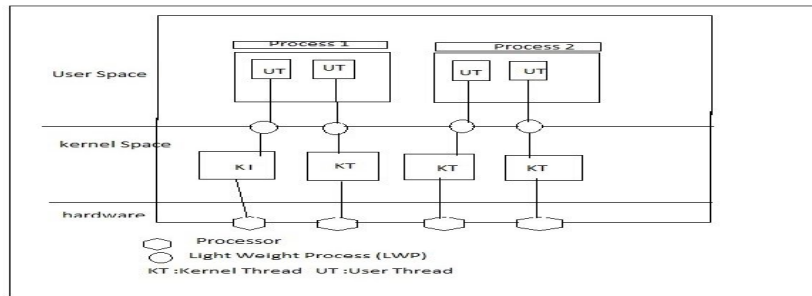 Process 1
Process 2
User Space
UT
UT
UT
UT
kernel Space
KT
KT
KT
KT
hardware
Processor
Light Weight Process (LWP)
KT :Kernel Thread UT :User Thread